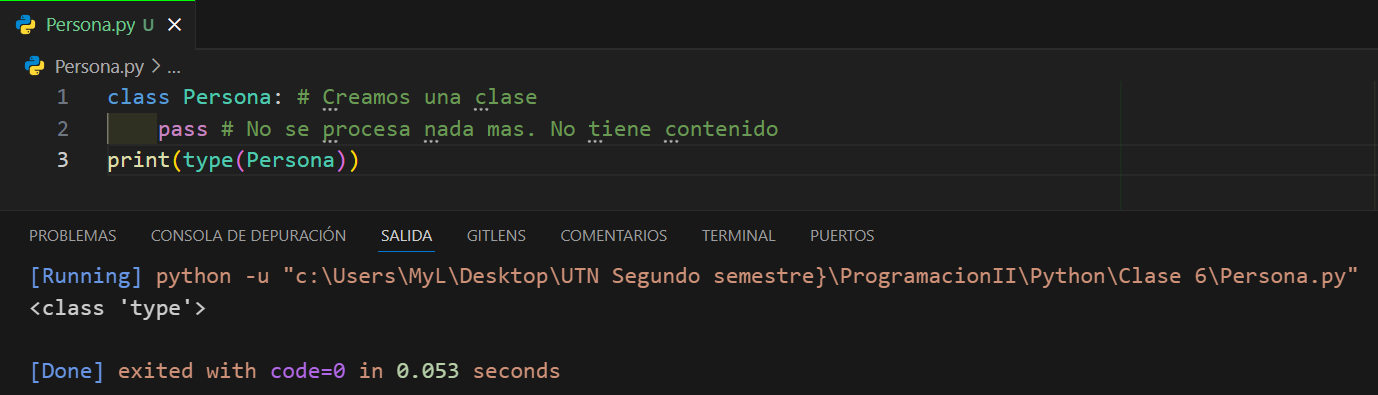 Persona.py U
Persona.py > ...
1 class Persona: # Creamos una clase
2 pass # No se procesa nada mas. No tiene contenido
3 print(type(Persona))
PROBLEMAS CONSOLA DE DEPURACIÓN SALIDA GITLENS COMENTARIOS TERMINAL PUERTOS
[Running] python -u "c:\Users\MyL\Desktop\UTN Segundo semestre}\ProgramacionII\Python\Clase 6\Persona.py"
<class 'type'>
[Done] exited with code=0 in 0.053 seconds